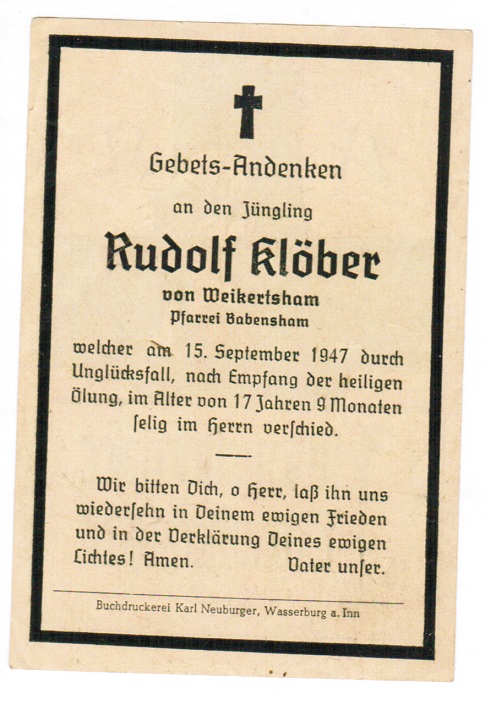 Gebets-Andenken
an den Jüngling
Rudolf Klöber
von Weikertsham
Pfarrei Babensham
welcher am 15. September 1947 durch
Unglücksfall, nach Empfang der heiligen
Ölung, im Alter von 17 Jahren 9 Monaten
selig im Herrn verschied.
Wir bitten Dich, o Herr, laß ihn uns
wiedersehn in Deinem ewigen Frieden
und in der Verklärung Deines ewigen
Lichtes! Amen. Vater unser.
Buchdruckerei Karl Neuburger, Wasserburg a. Inn